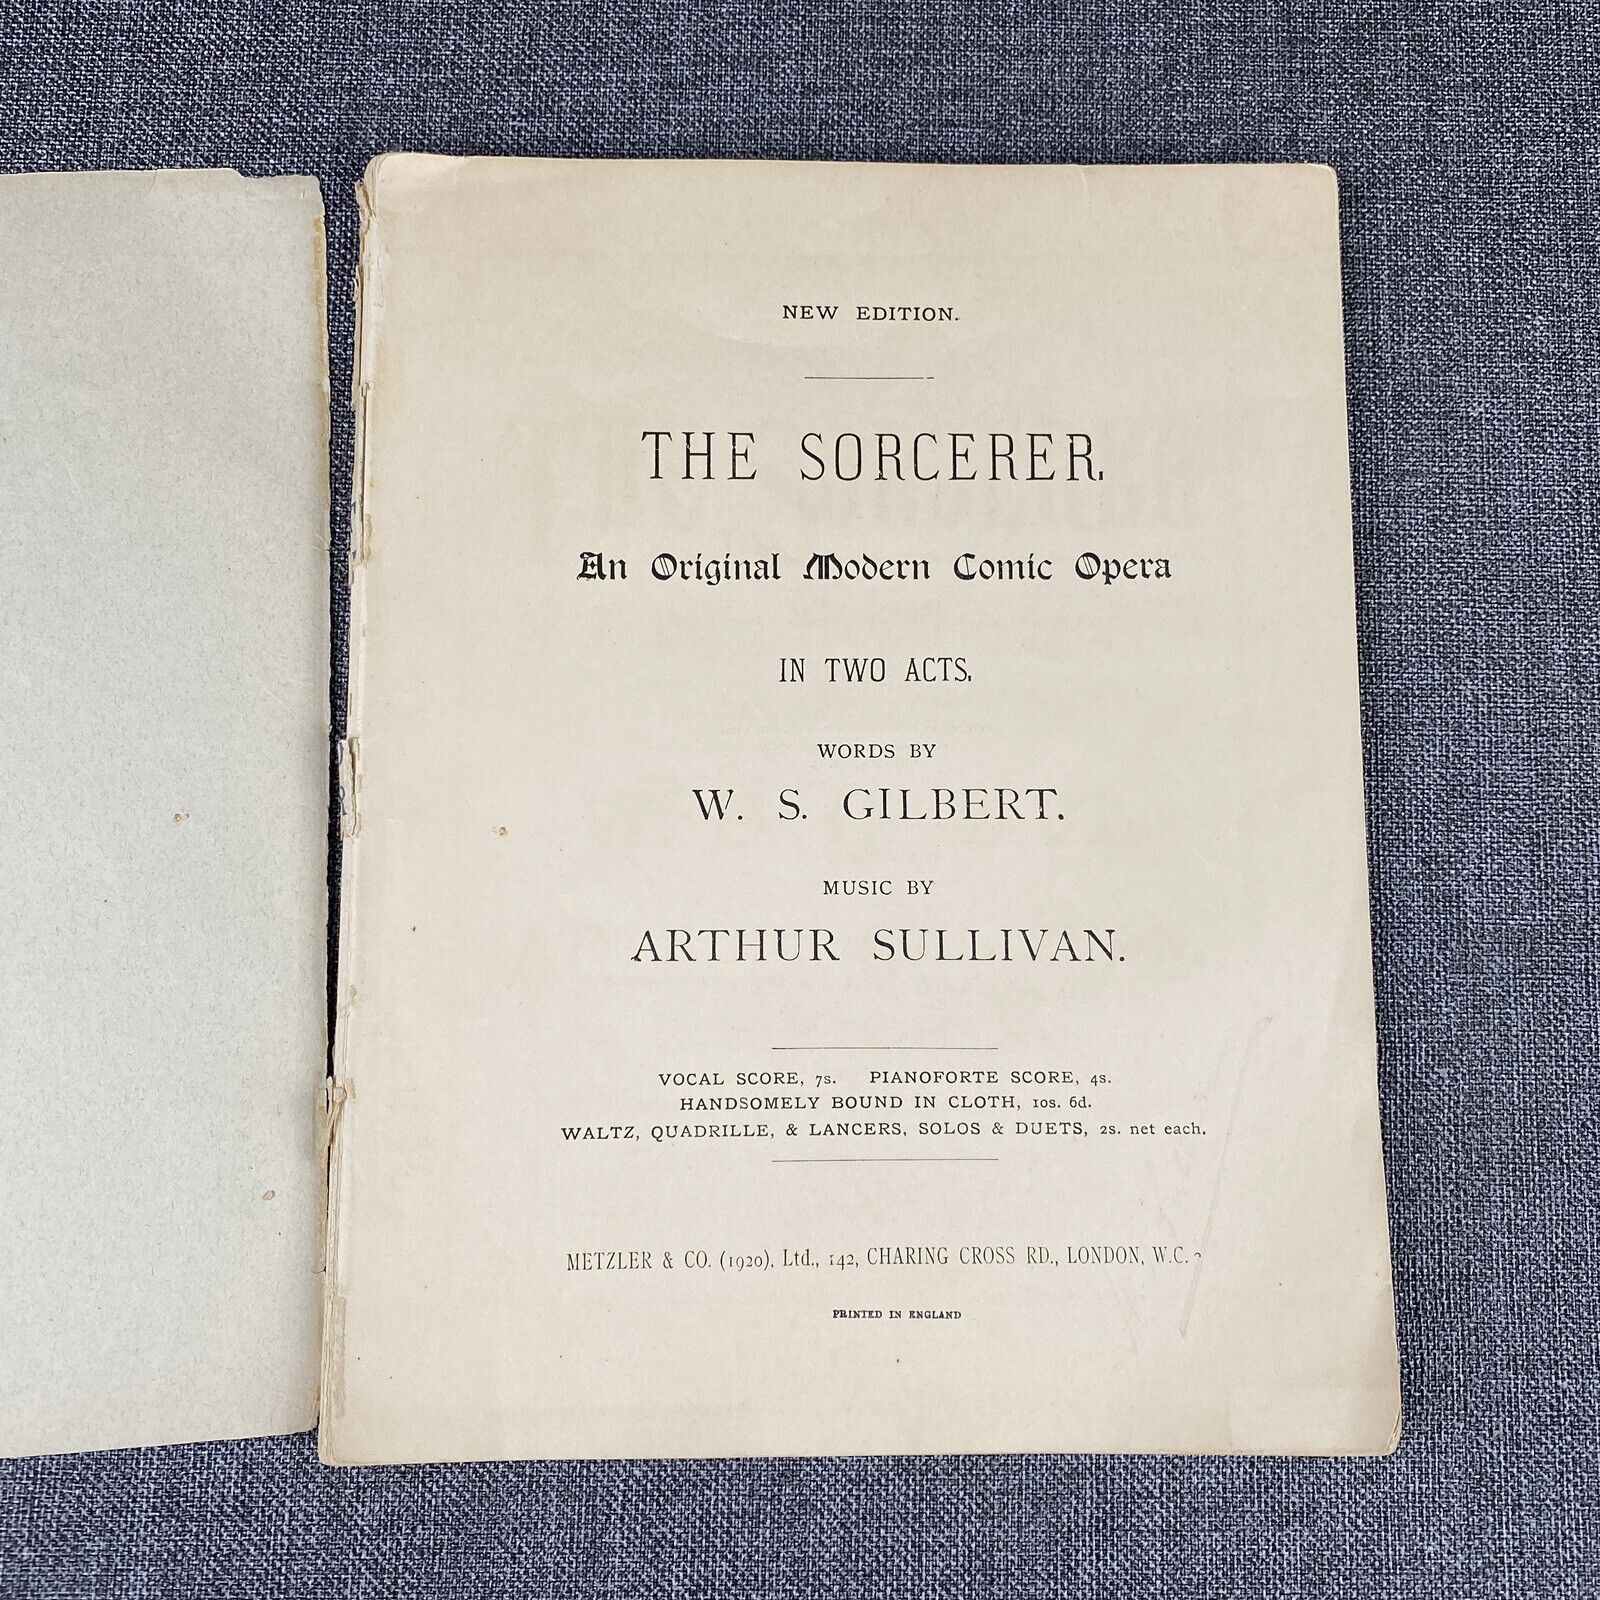 NEW EDITION.
THE SORCERER.
An Original Modern Comic Opera
IN TWO ACTS.
WORDS BY
W. S. GILBERT.
MUSIC BY
ARTHUR SULLIVAN.
VOCAL SCORE, 7s. PIANOFORTE SCORE, 4s.
HANDSOMELY BOUND IN CLOTH, 10s. 6d.
WALTZ, QUADRILLE, & LANCERS, SOLOS & DUETS, 2s. net each.
METZLER & CO. (1920), Ltd., 142, CHARING CROSS RD., LONDON, W.C.
PRINTED IN ENGLAND